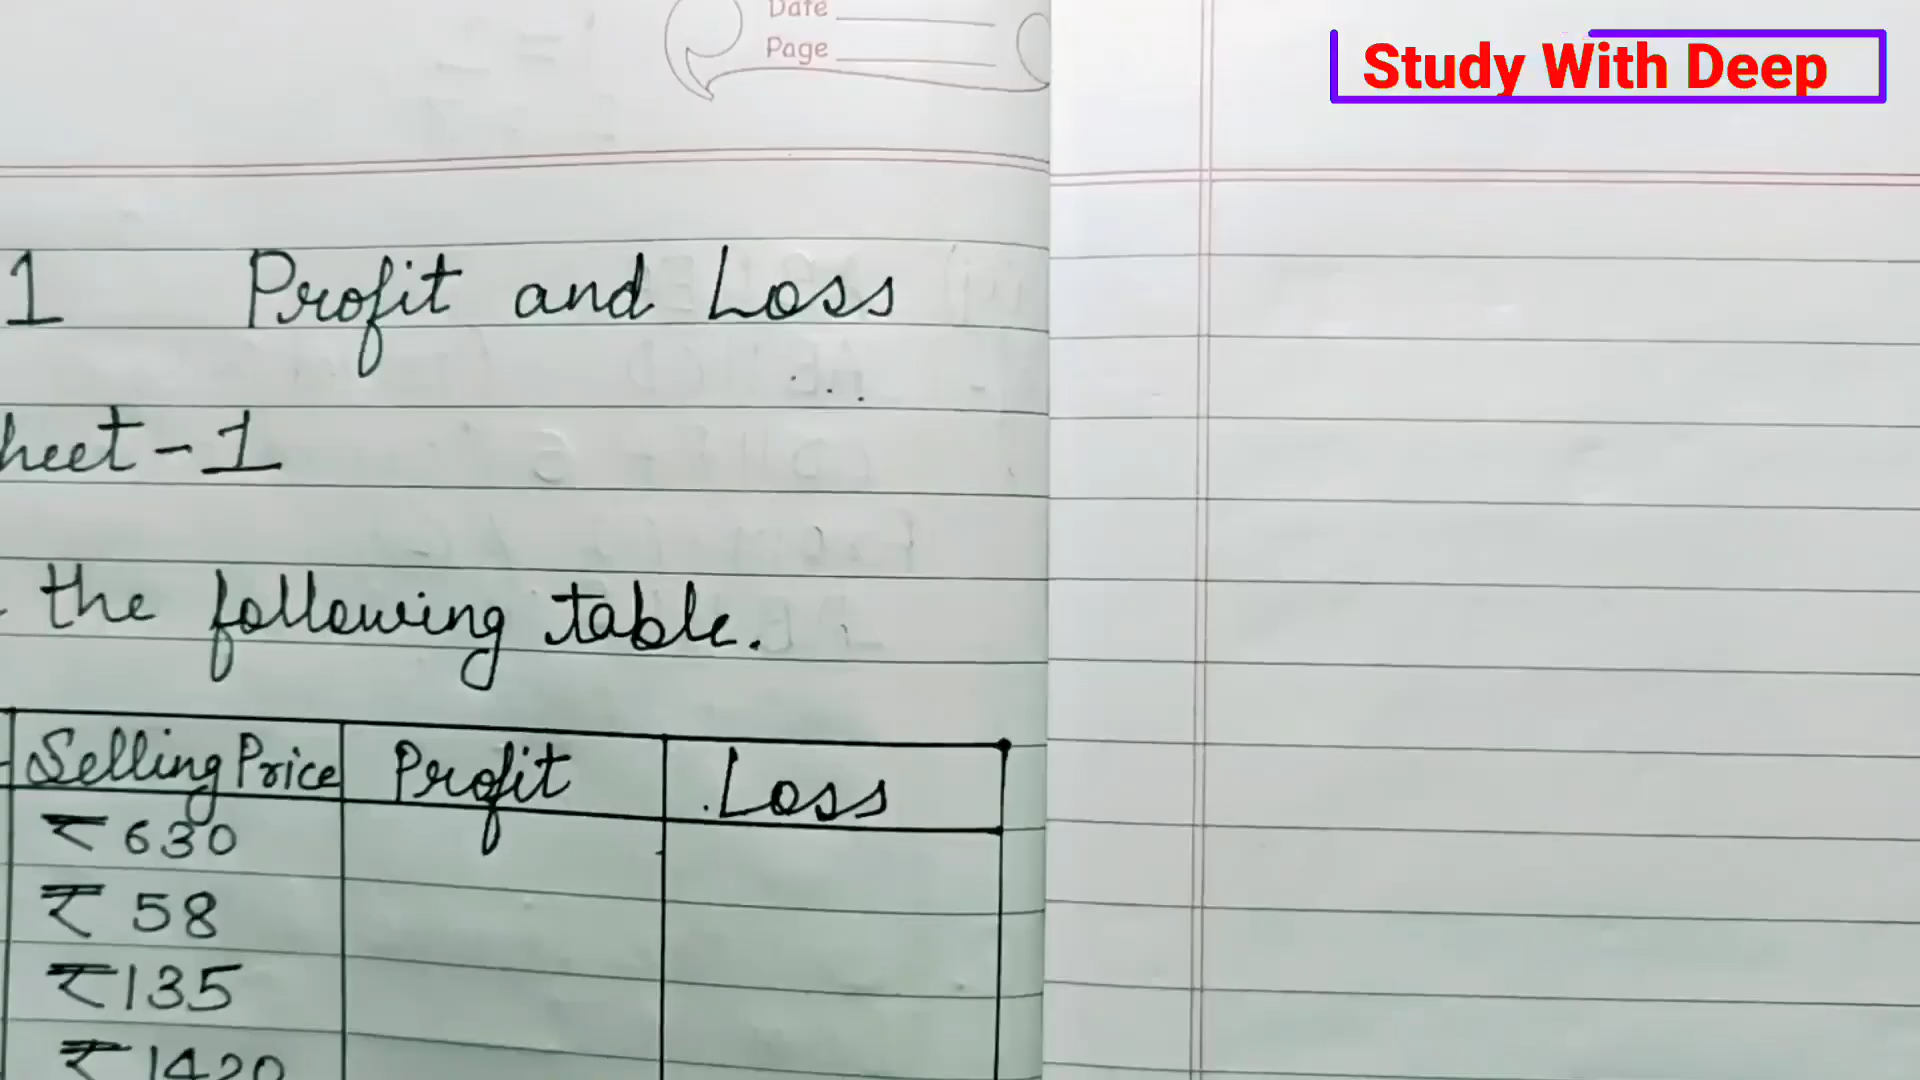 Date
Page
Study With Deep
1 Profit and Loss
heet-1
the following table.
Selling Price Profit Loss
₹ 630
₹ 58
₹ 135
₹ 1420